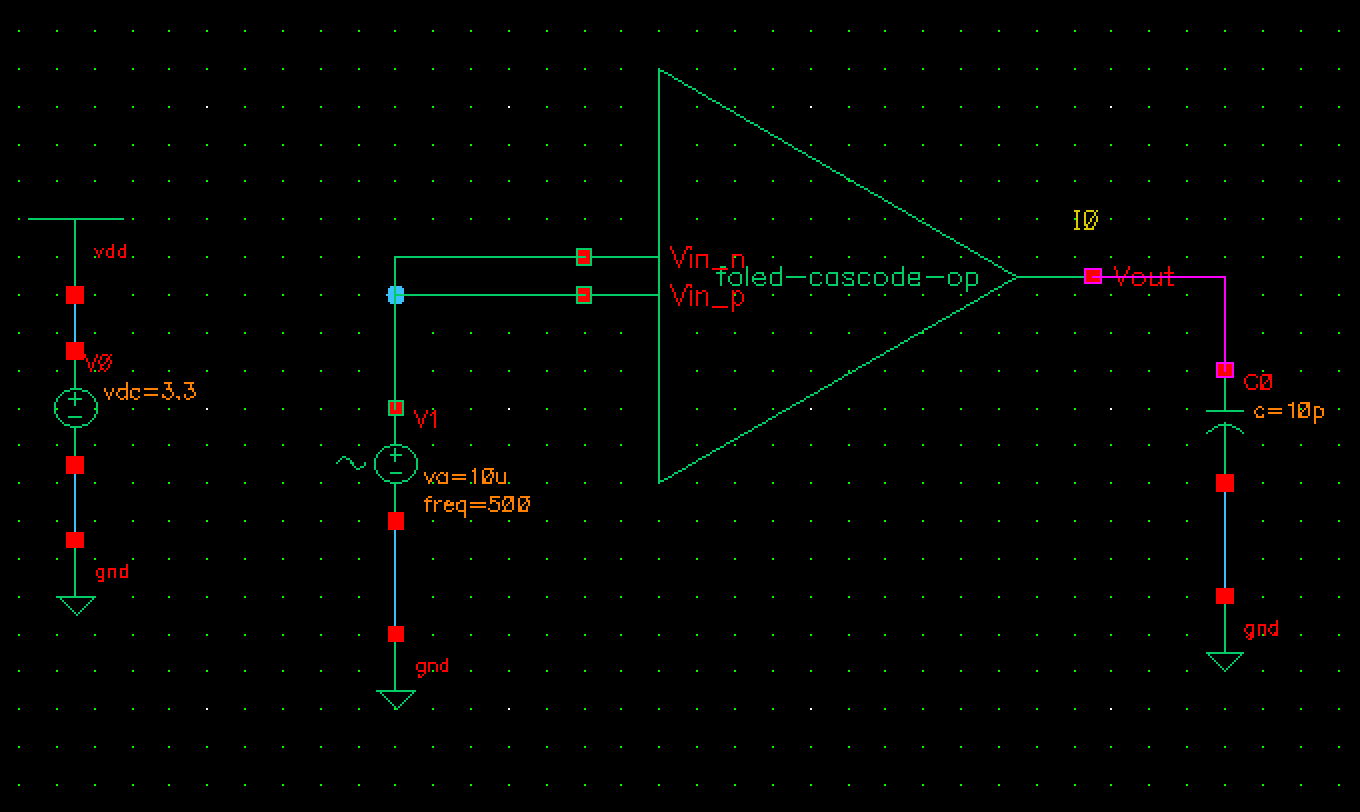 I0
vdd
Vin_n
foled-cascode-op
Vout
Vin_p
V0
vdc=3.3
C0
c=10p
V1
va=10u
freq=500
gnd
gnd
gnd